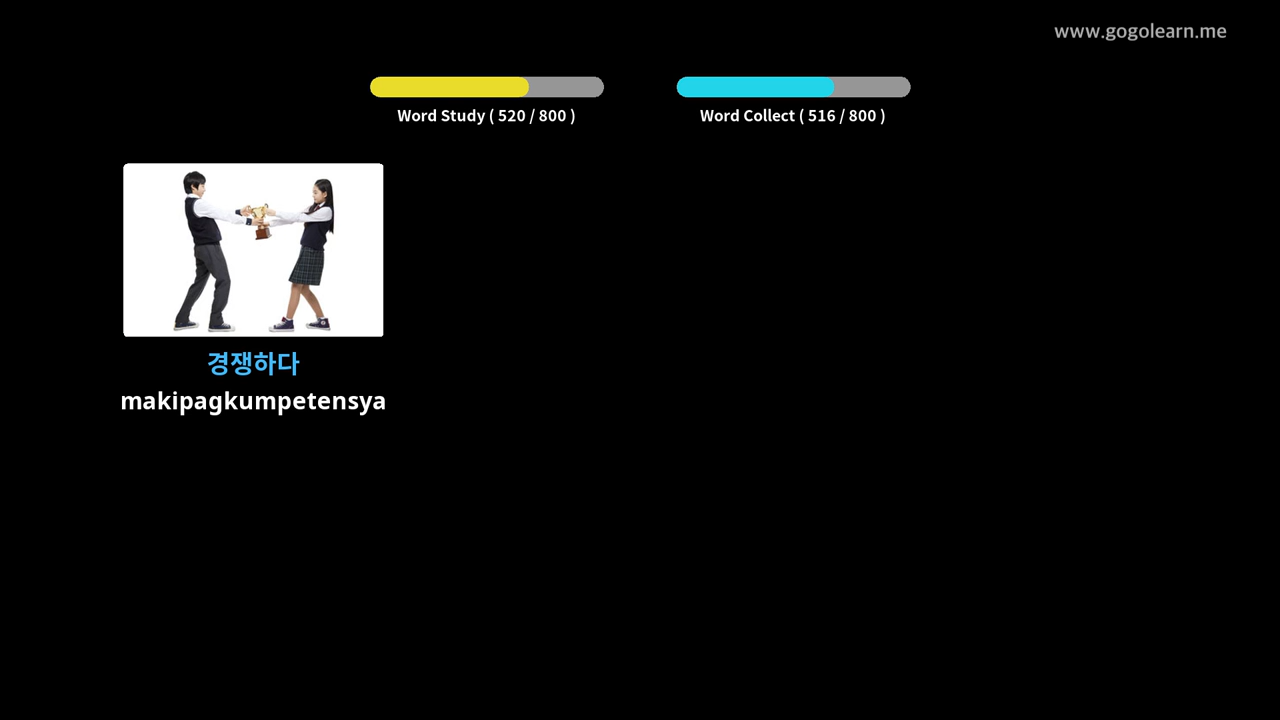 www.gogolearn.me
Word Study ( 520 / 800 )
Word Collect ( 516 / 800 )
경쟁하다
makipagkumpetensya